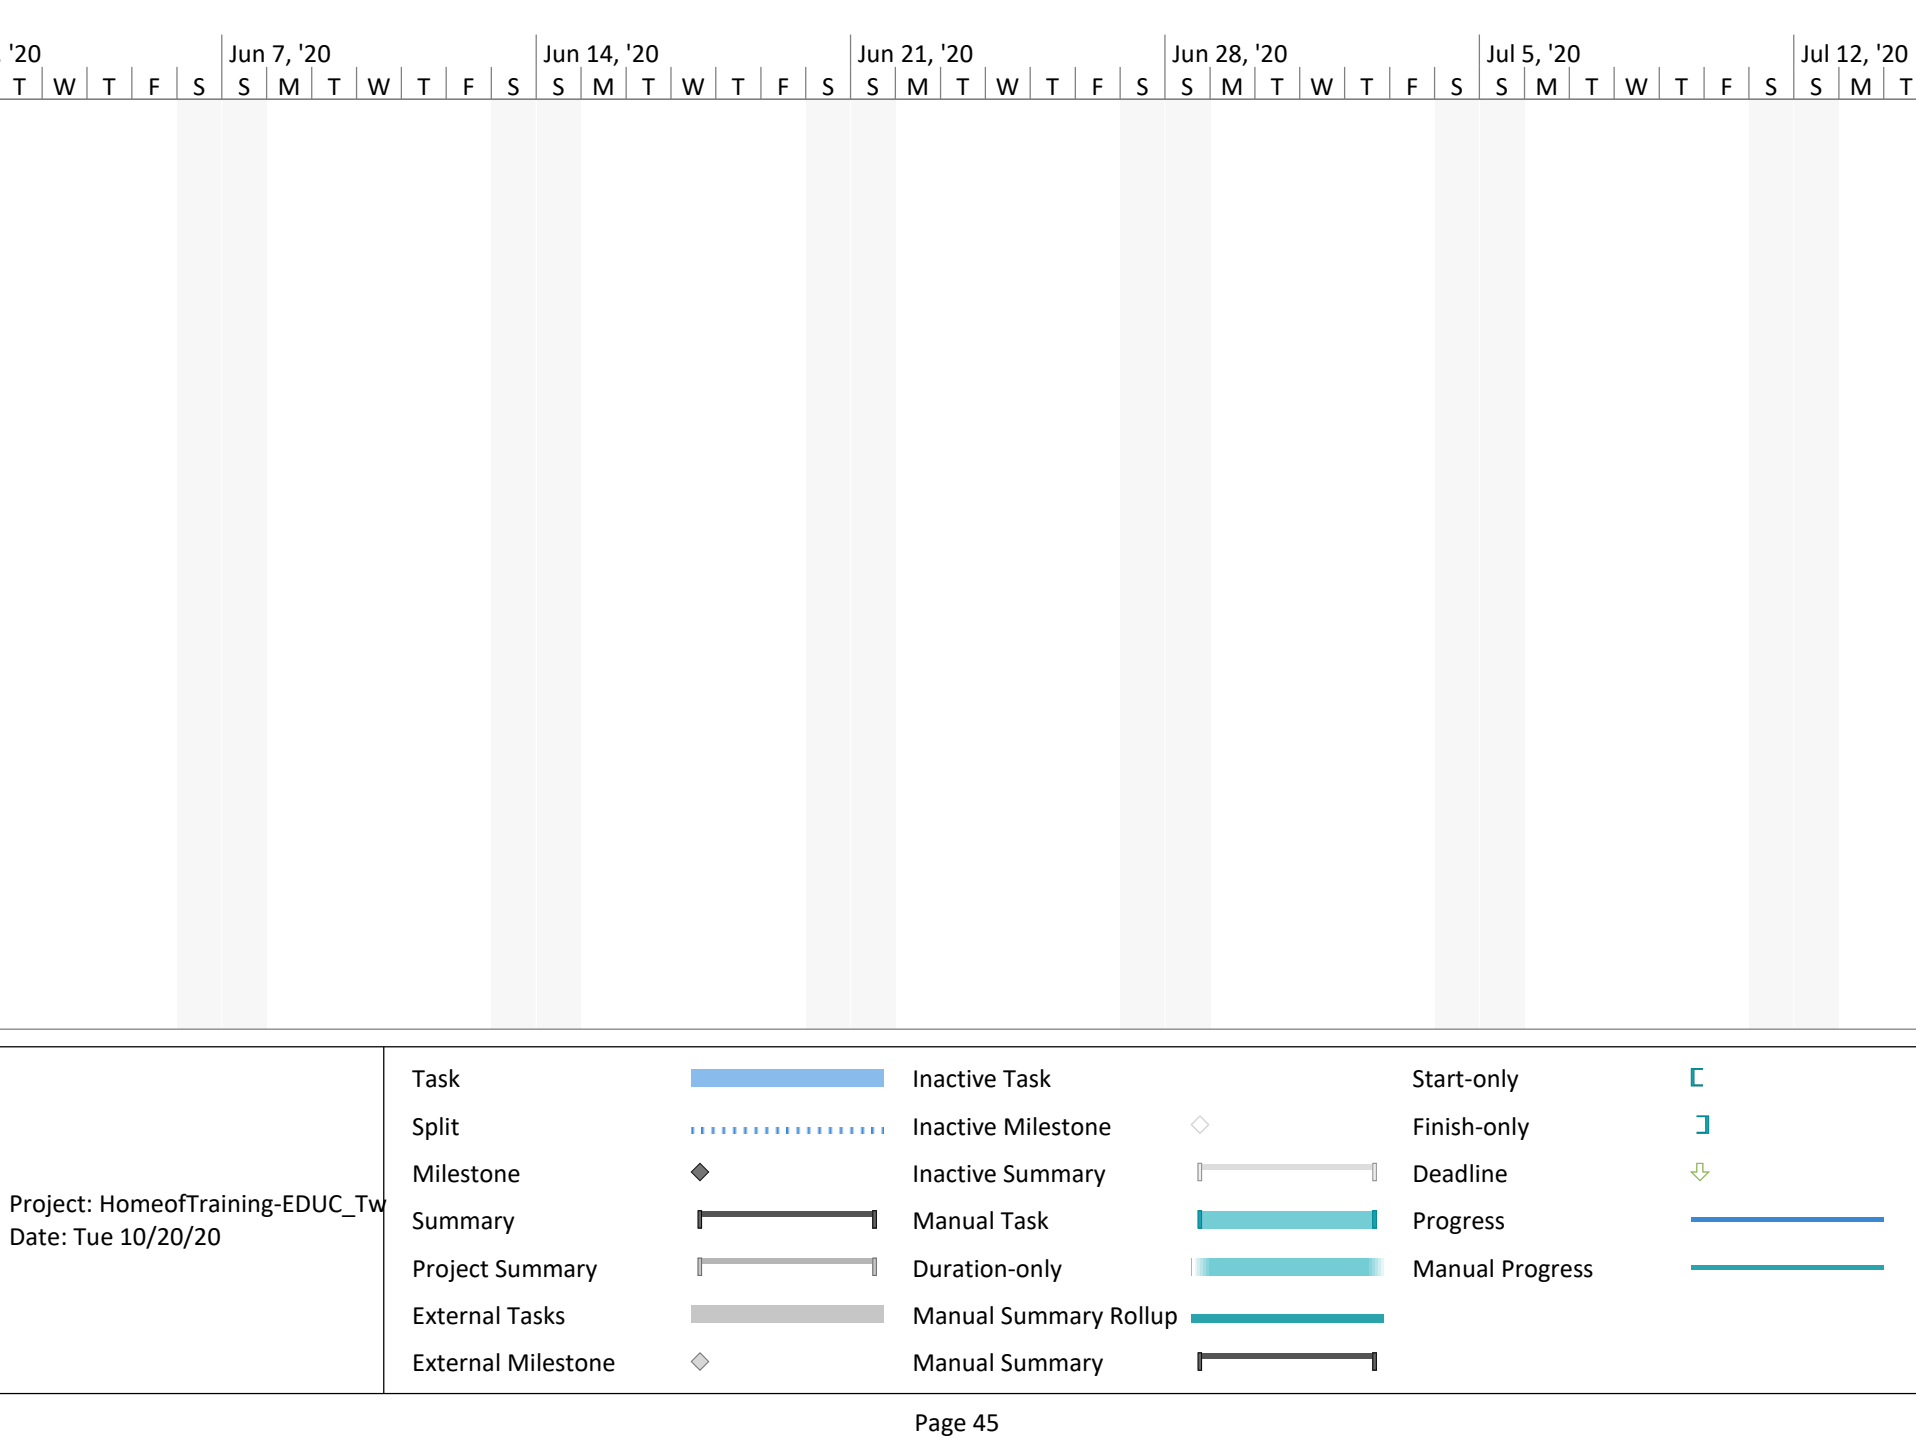 '20 Jun 7, '20 Jun 14, '20 Jun 21, '20 Jun 28, '20 Jul 5, '20 Jul 12, '20
T W T F S S M T W T F S S M T W T F S S M T W T F S S M T W T F S S M T W T F S S M T
Task Inactive Task Start-only
Split Inactive Milestone Finish-only
Milestone Inactive Summary Deadline
Project: HomeofTraining-EDUC_Tw
Date: Tue 10/20/20
Summary Manual Task Progress
Project Summary Duration-only Manual Progress
External Tasks Manual Summary Rollup
External Milestone Manual Summary
Page 45